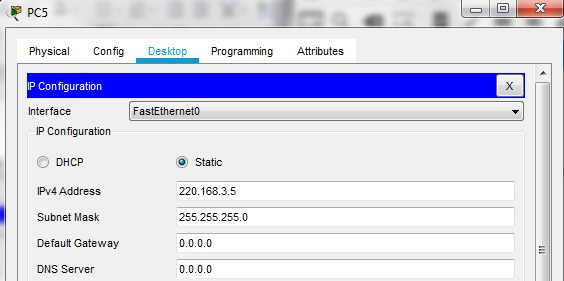 PC5
Physical Config Desktop Programming Attributes
IP Configuration X
Interface FastEthernet0
IP Configuration
DHCP Static
IPv4 Address 220.168.3.5
Subnet Mask 255.255.255.0
Default Gateway 0.0.0.0
DNS Server 0.0.0.0